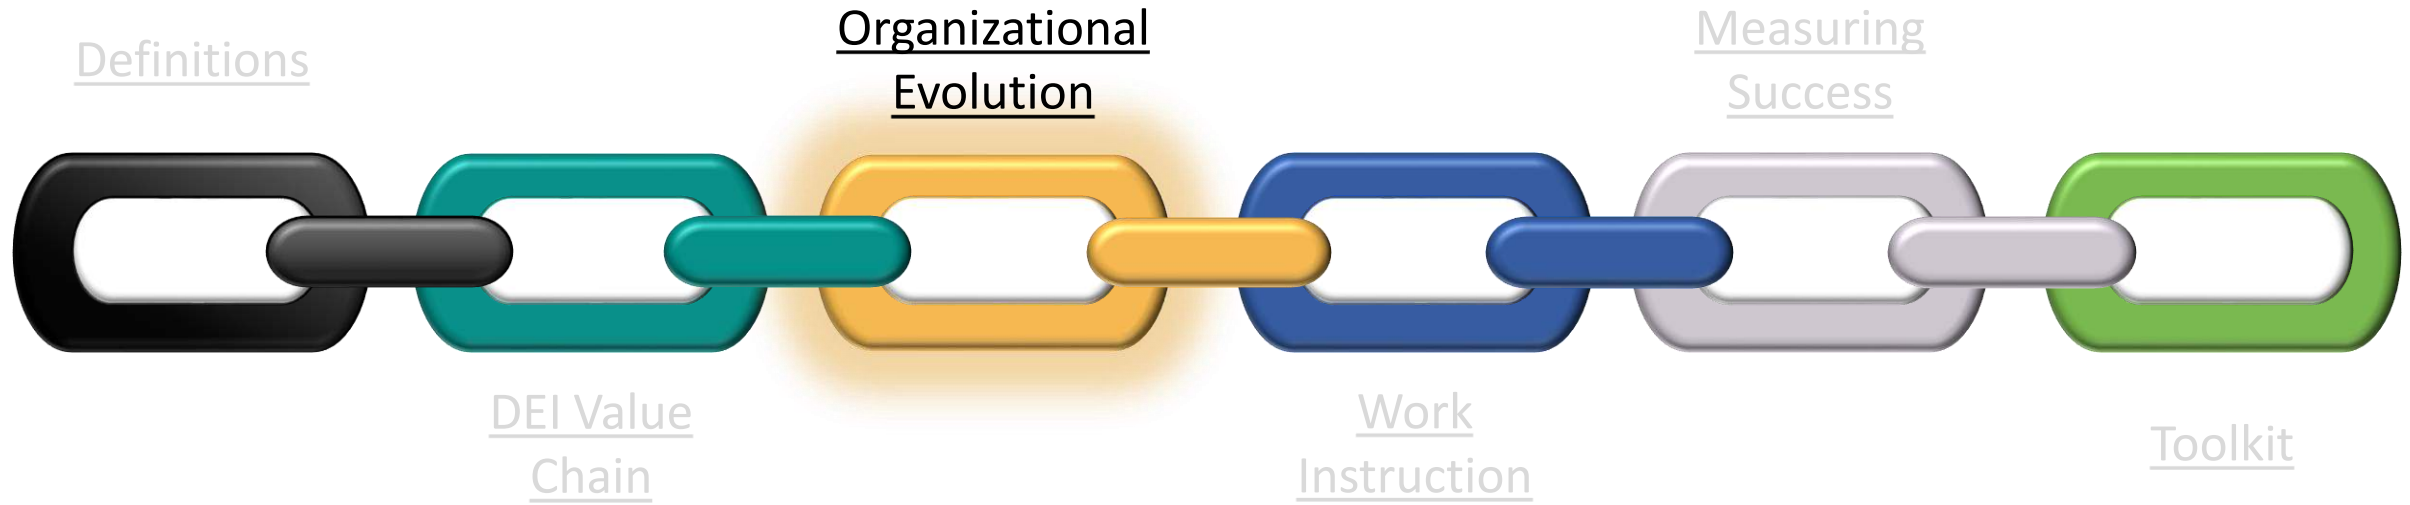 Definitions
DEI Value
Chain
Organizational
Evolution
Work
Instruction
Measuring
Success
Toolkit